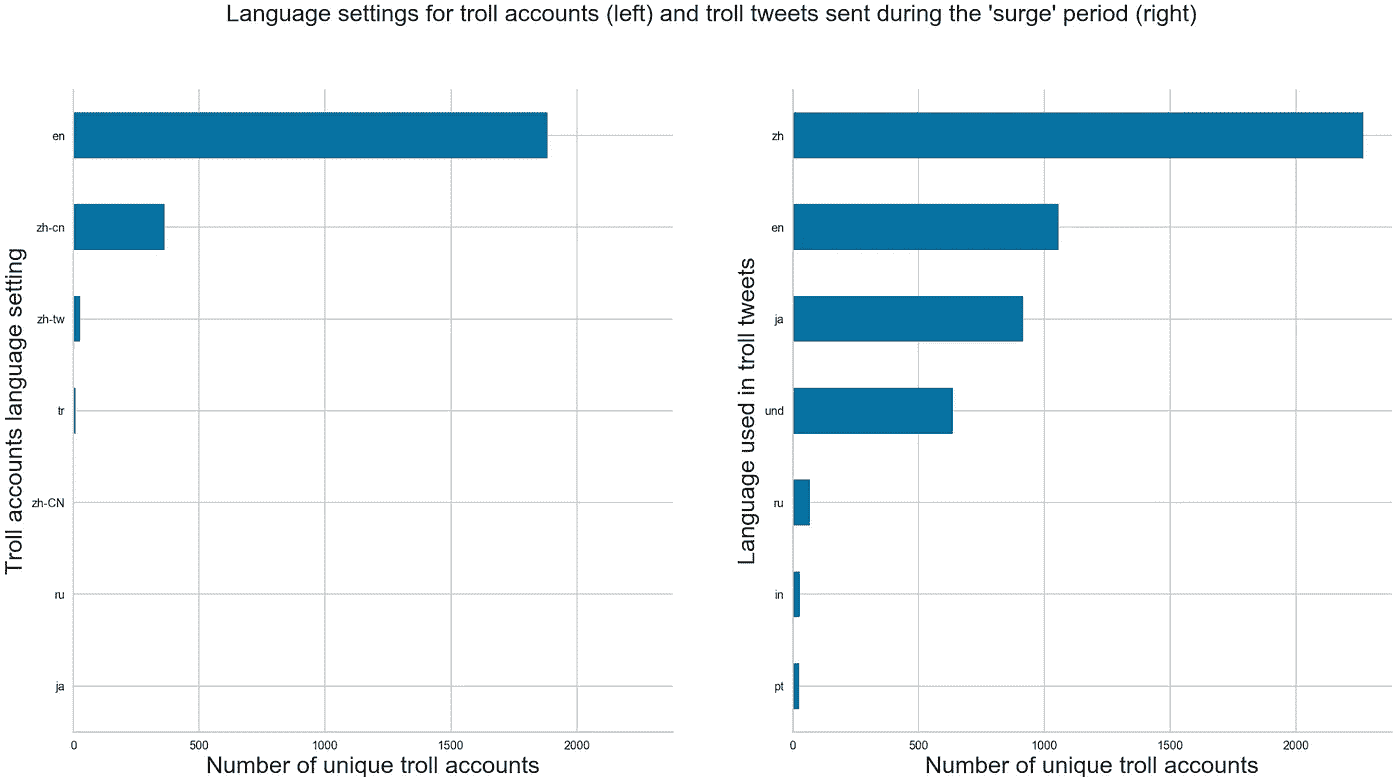 Language settings for troll accounts (left) and troll tweets sent during the 'surge' period (right)
Troll accounts language setting
en
zh-cn
zh-tw
tr
zh-CN
ru
ja
0 500 1000 1500 2000
Number of unique troll accounts
Language used in troll tweets
zh
en
ja
und
ru
in
pt
0 500 1000 1500 2000
Number of unique troll accounts